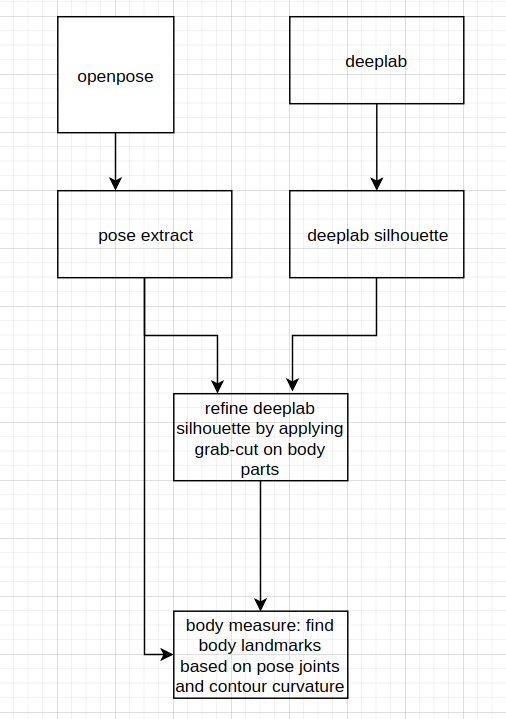 openpose
deeplab
pose extract
deeplab silhouette
refine deeplab
silhouette by applying
grab-cut on body
parts
body measure: find
body landmarks
based on pose joints
and contour curvature